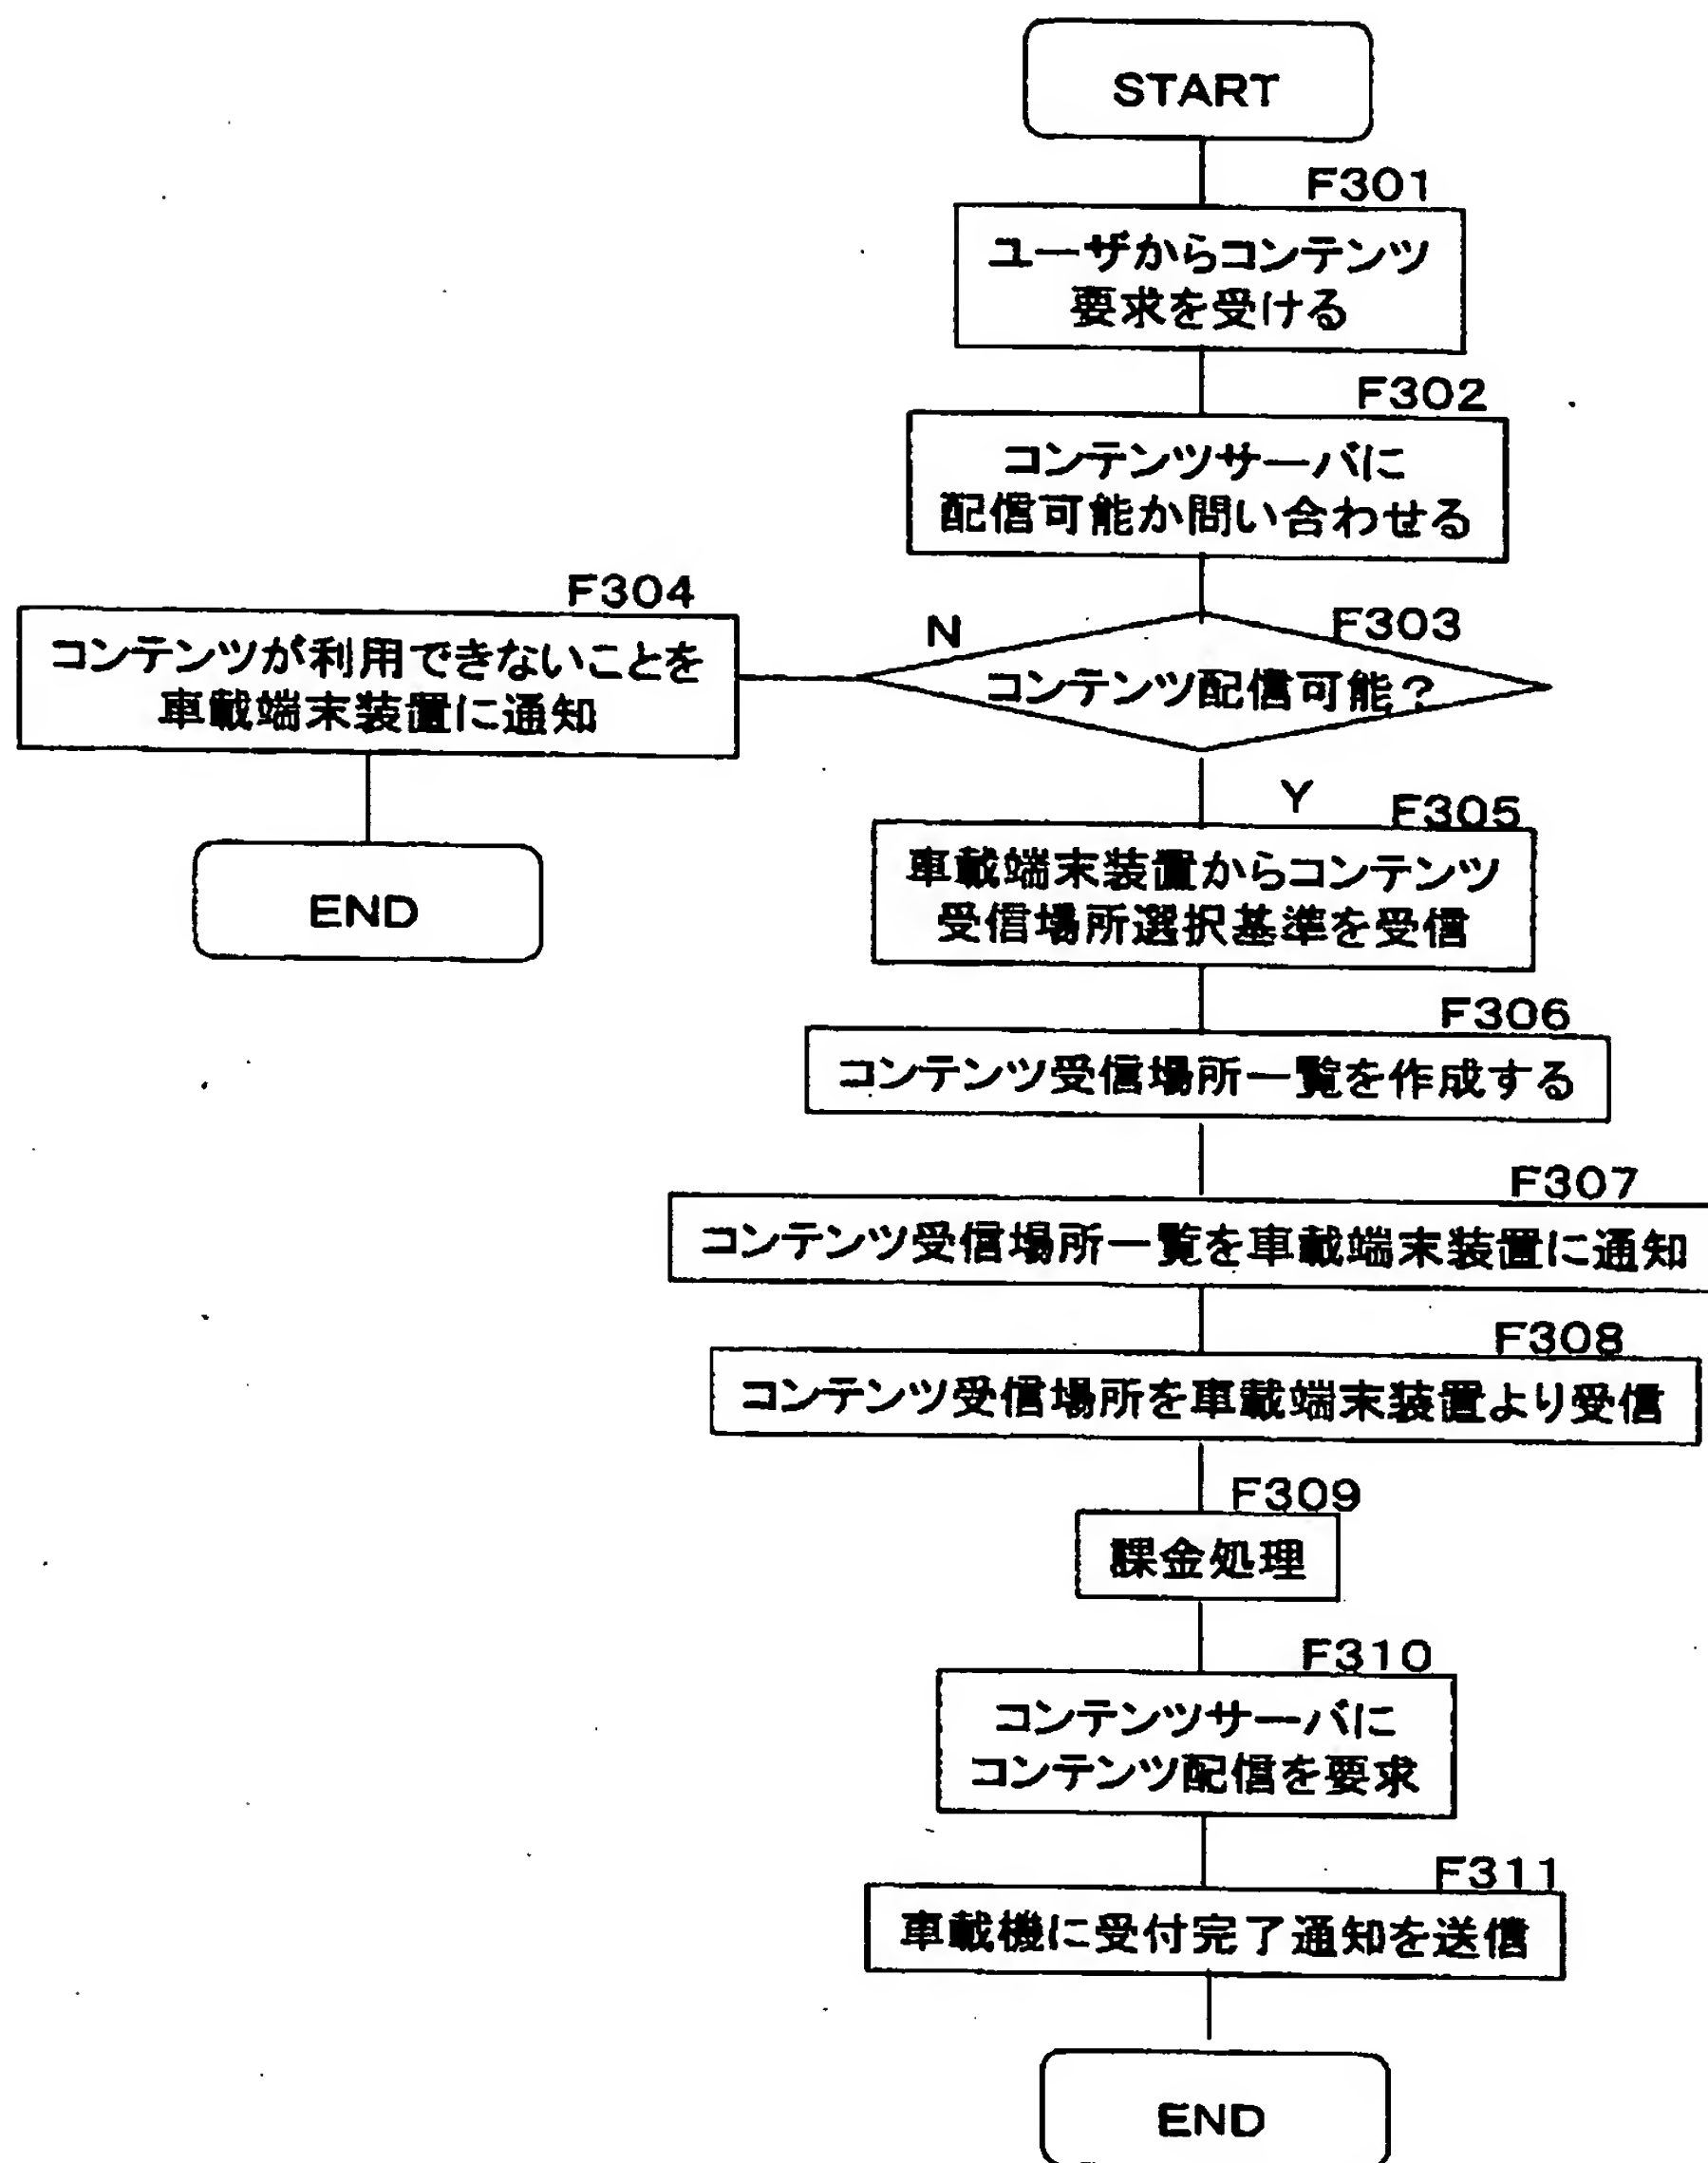 START
F301
ユーザからコンテンツ
要求を受ける
F302
コンテンツサーバに
配信可能か問い合わせる
F303
コンテンツ配信可能?
N
F304
コンテンツが利用できないことを
車載端末装置に通知
END
Y
F305
車載端末装置からコンテンツ
受信場所選択基準を受信
F306
コンテンツ受信場所一覧を作成する
F307
コンテンツ受信場所一覧を車載端末装置に通知
F308
コンテンツ受信場所を車載端末装置より受信
F309
課金処理
F310
コンテンツサーバに
コンテンツ配信を要求
F311
車載機に受付完了通知を送信
END